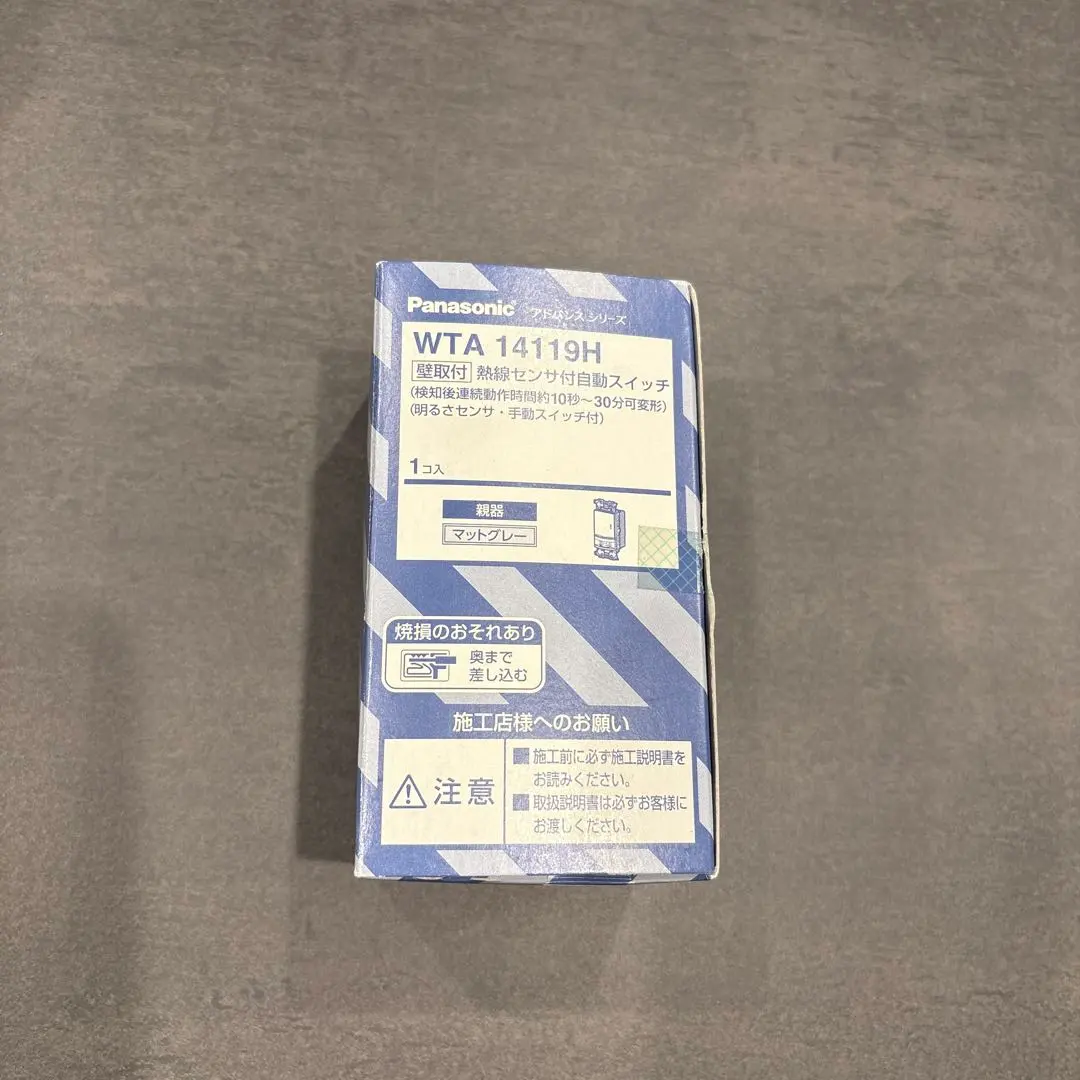 Panasonic アドバンスシリーズ
WTA 14119H
壁取付 熱線センサ付自動スイッチ
(検知後連続動作時間約10秒〜30分可変形)
(明るさセンサ・手動スイッチ付)
1コ入
親器
マットグレー
焼損のおそれあり
奥まで
差し込む
施工店様へのお願い
注意
■施工前に必ず施工説明書を
お読みください。
■取扱説明書は必ずお客様に
お渡しください。